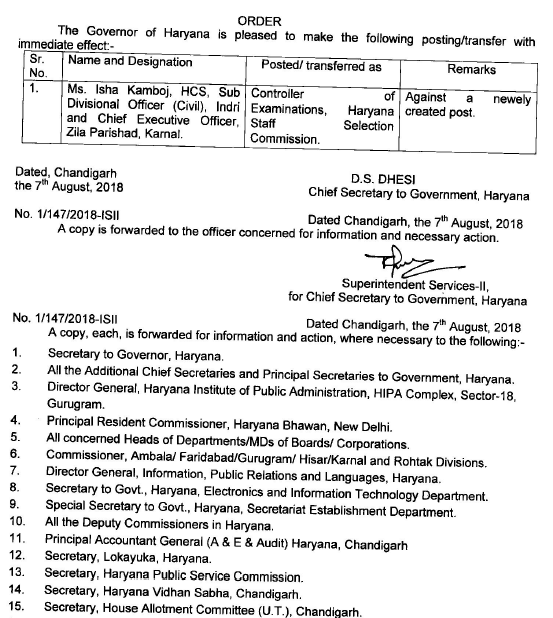 ORDER
The Governor of Haryana is pleased to make the following posting/transfer with
immediate effect:-
Sr. No. Name and Designation Posted/ transferred as Remarks
1. Ms. Isha Kamboj, HCS, Sub Divisional Officer (Civil), Indri and Chief Executive Officer, Zila Parishad, Karnal. Controller of Examinations, Haryana Staff Selection Commission. Against a newly created post.
Dated, Chandigarh
the 7th August, 2018
D.S. DHESI
Chief Secretary to Government, Haryana
No. 1/147/2018-ISII Dated Chandigarh, the 7th August, 2018
A copy is forwarded to the officer concerned for information and necessary action.
Superintendent Services-II,
for Chief Secretary to Government, Haryana
No. 1/147/2018-ISII Dated Chandigarh, the 7th August, 2018
A copy, each, is forwarded for information and action, where necessary to the following:-
1. Secretary to Governor, Haryana.
2. All the Additional Chief Secretaries and Principal Secretaries to Government, Haryana.
3. Director General, Haryana Institute of Public Administration, HIPA Complex, Sector-18,
Gurugram.
4. Principal Resident Commissioner, Haryana Bhawan, New Delhi.
5. All concerned Heads of Departments/MDs of Boards/ Corporations.
6. Commissioner, Ambala/ Faridabad/Gurugram/ Hisar/Karnal and Rohtak Divisions.
7. Director General, Information, Public Relations and Languages, Haryana.
8. Secretary to Govt., Haryana, Electronics and Information Technology Department.
9. Special Secretary to Govt., Haryana, Secretariat Establishment Department.
10. All the Deputy Commissioners in Haryana.
11. Principal Accountant General (A & E & Audit) Haryana, Chandigarh
12. Secretary, Lokayuka, Haryana.
13. Secretary, Haryana Public Service Commission.
14. Secretary, Haryana Vidhan Sabha, Chandigarh.
15. Secretary, House Allotment Committee (U.T.), Chandigarh.